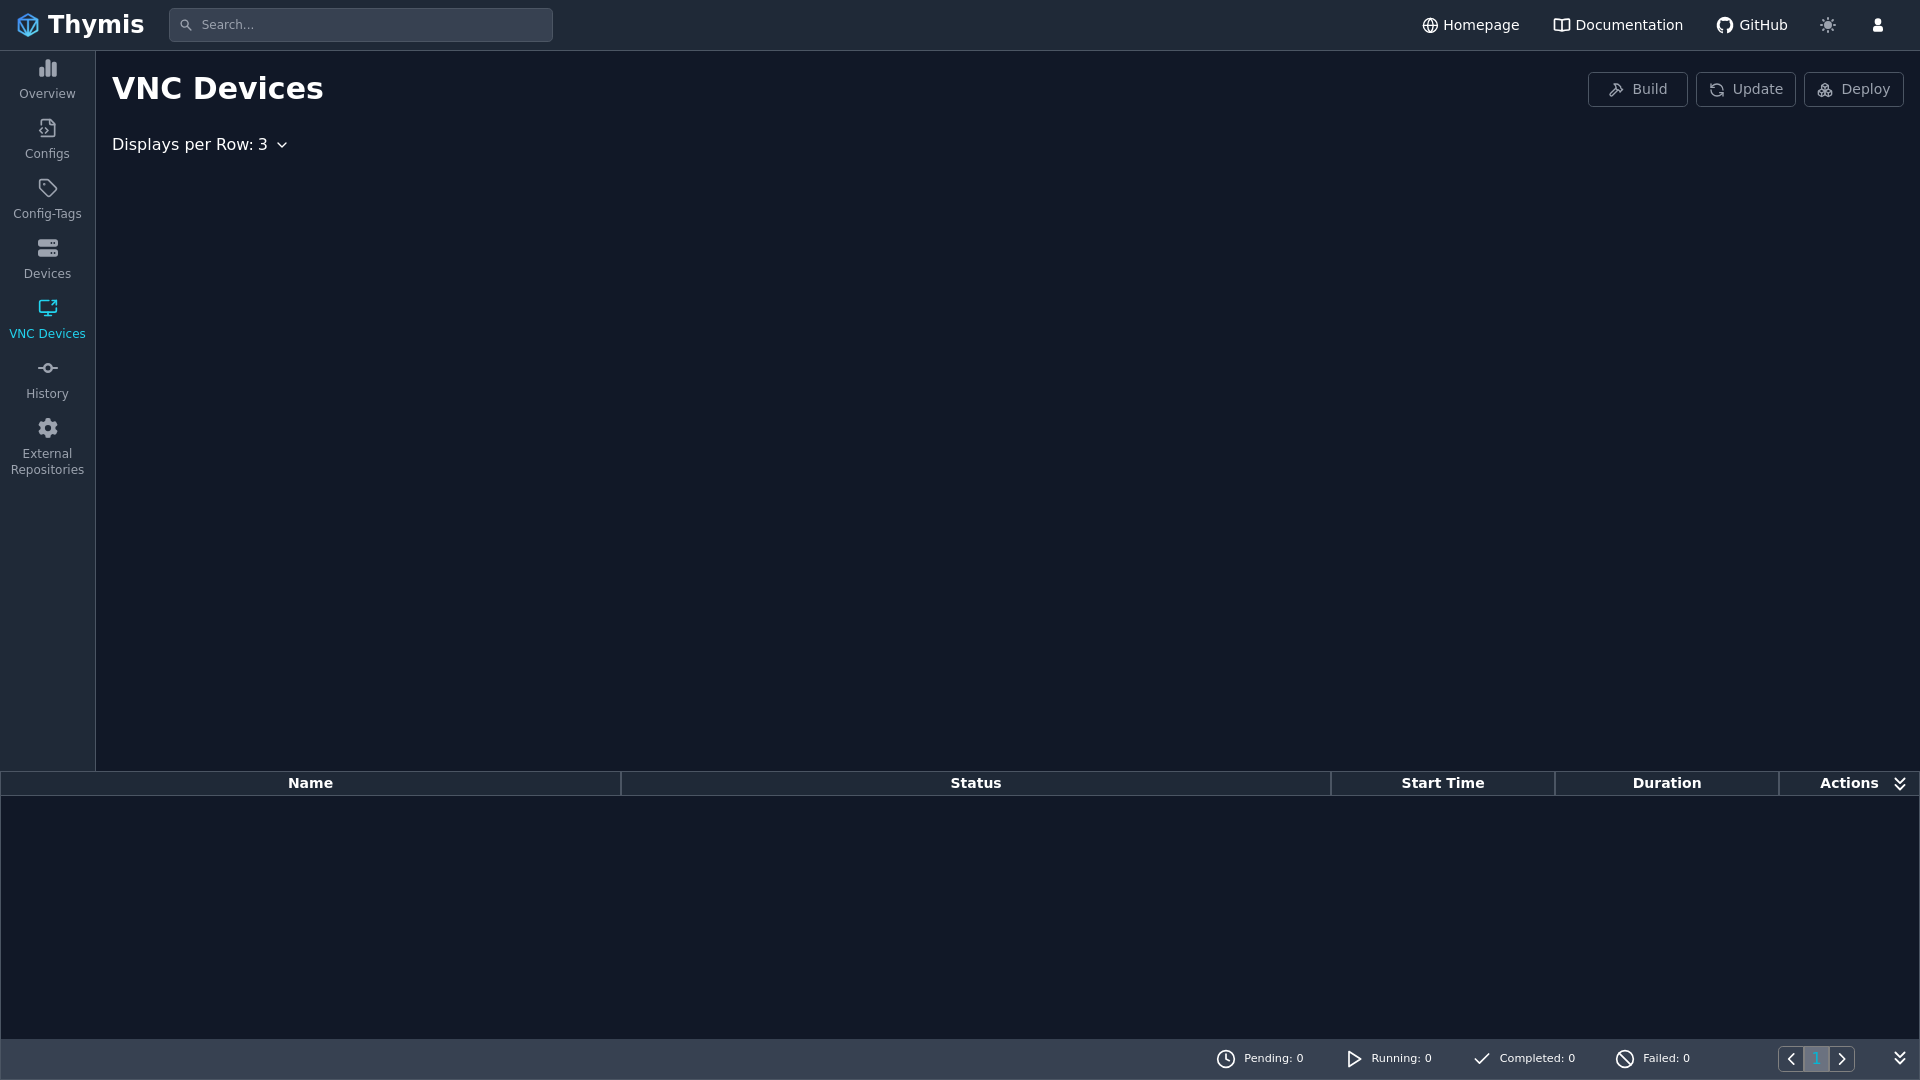 Thymis
Search...
Homepage
Documentation
GitHub
Overview
Configs
Config-Tags
Devices
VNC Devices
History
External
Repositories
VNC Devices
Build
Update
Deploy
Displays per Row: 3
Name
Status
Start Time
Duration
Actions
Pending: 0
Running: 0
Completed: 0
Failed: 0
1